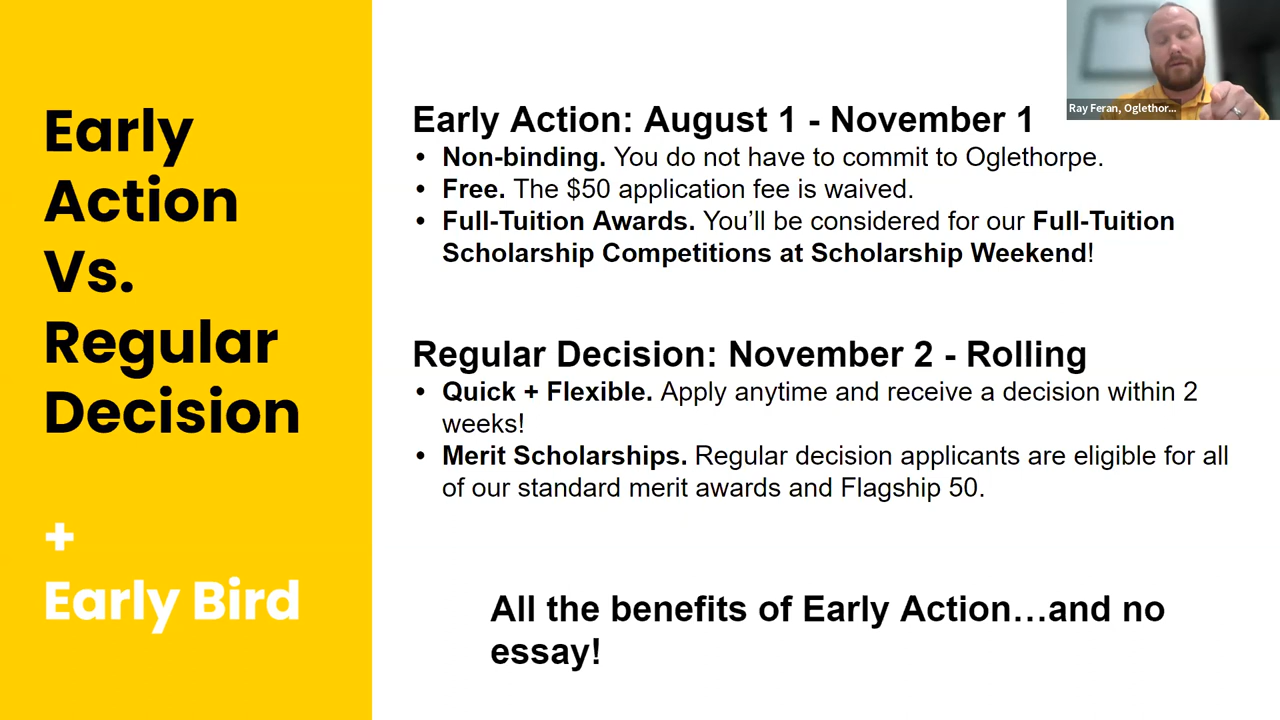 Early
Action
Vs.
Regular
Decision
+
Early Bird
Early Action: August 1 - November 1
• Non-binding. You do not have to commit to Oglethorpe.
• Free. The $50 application fee is waived.
• Full-Tuition Awards. You’ll be considered for our Full-Tuition
Scholarship Competitions at Scholarship Weekend!
Regular Decision: November 2 - Rolling
• Quick + Flexible. Apply anytime and receive a decision within 2
weeks!
• Merit Scholarships. Regular decision applicants are eligible for all
of our standard merit awards and Flagship 50.
All the benefits of Early Action…and no
essay!
Ray Feran, Oglethor...